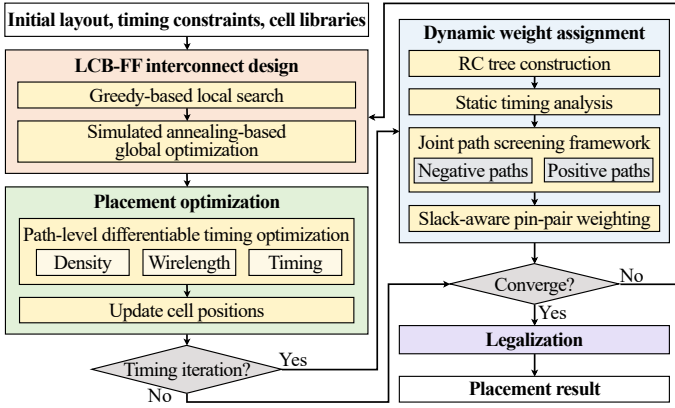 Initial layout, timing constraints, cell libraries
LCB-FF interconnect design
Greedy-based local search
Simulated annealing-based
global optimization
Placement optimization
Path-level differentiable timing optimization
Density
Wirelength
Timing
Update cell positions
Timing iteration?
Yes
No
Dynamic weight assignment
RC tree construction
Static timing analysis
Joint path screening framework
Negative paths
Positive paths
Slack-aware pin-pair weighting
Converge?
No
Yes
Legalization
Placement result